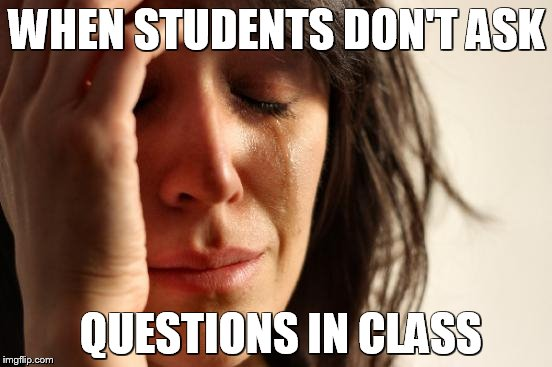 WHEN STUDENTS DON'T ASK
QUESTIONS IN CLASS
imgflip.com